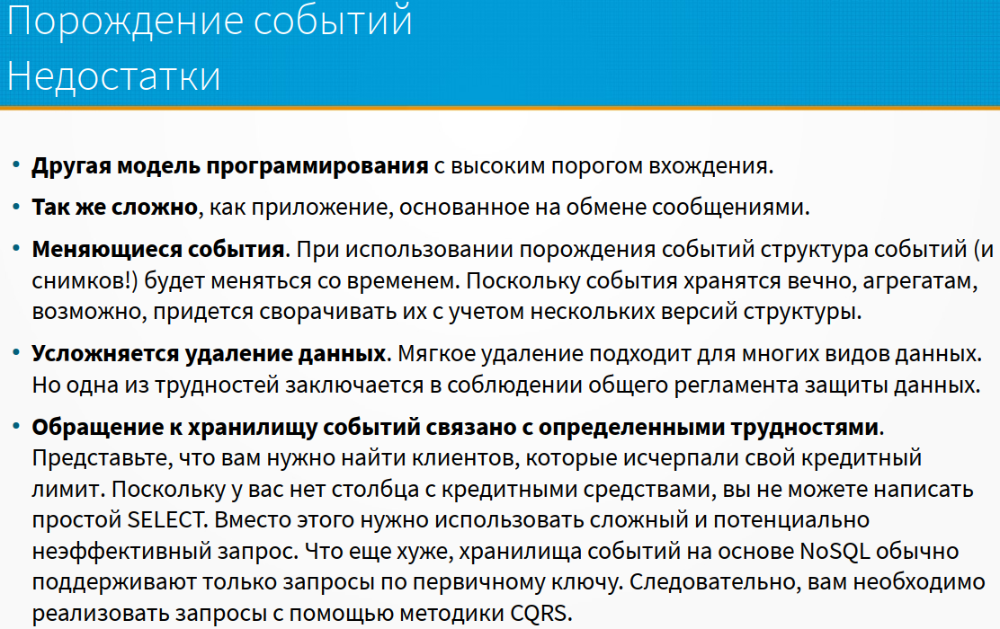 Порождение событий
Недостатки
• Другая модель программирования с высоким порогом вхождения.
• Так же сложно, как приложение, основанное на обмене сообщениями.
• Меняющиеся события. При использовании порождения событий структура событий (и
снимков!) будет меняться со временем. Поскольку события хранятся вечно, агрегатам,
возможно, придется сворачивать их с учетом нескольких версий структуры.
• Усложняется удаление данных. Мягкое удаление подходит для многих видов данных.
Но одна из трудностей заключается в соблюдении общего регламента защиты данных.
• Обращение к хранилищу событий связано с определенными трудностями.
Представьте, что вам нужно найти клиентов, которые исчерпали свой кредитный
лимит. Поскольку у вас нет столбца с кредитными средствами, вы не можете написать
простой SELECT. Вместо этого нужно использовать сложный и потенциально
неэффективный запрос. Что еще хуже, хранилища событий на основе NoSQL обычно
поддерживают только запросы по первичному ключу. Следовательно, вам необходимо
реализовать запросы с помощью методики CQRS.